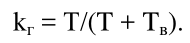 kг = T/(T + Tв).